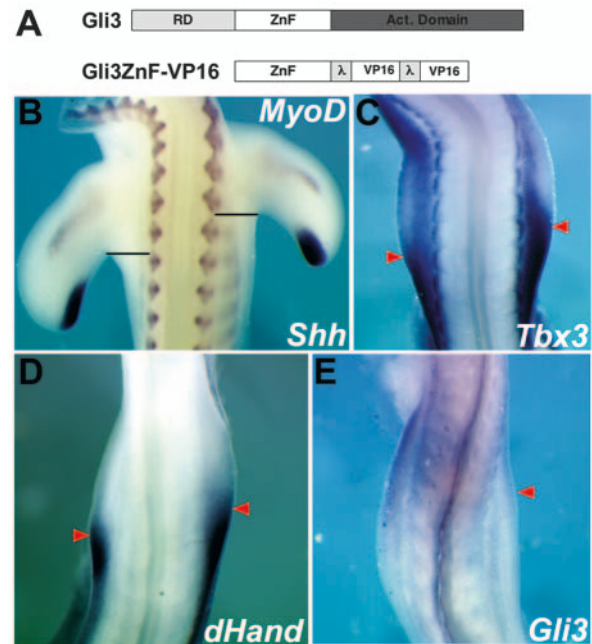 A
Gli3
RD
ZnF
Act. Domain
Gli3ZnF-VP16
ZnF
λ
VP16
λ
VP16
B
MyoD
Shh
C
Tbx3
D
dHand
E
Gli3